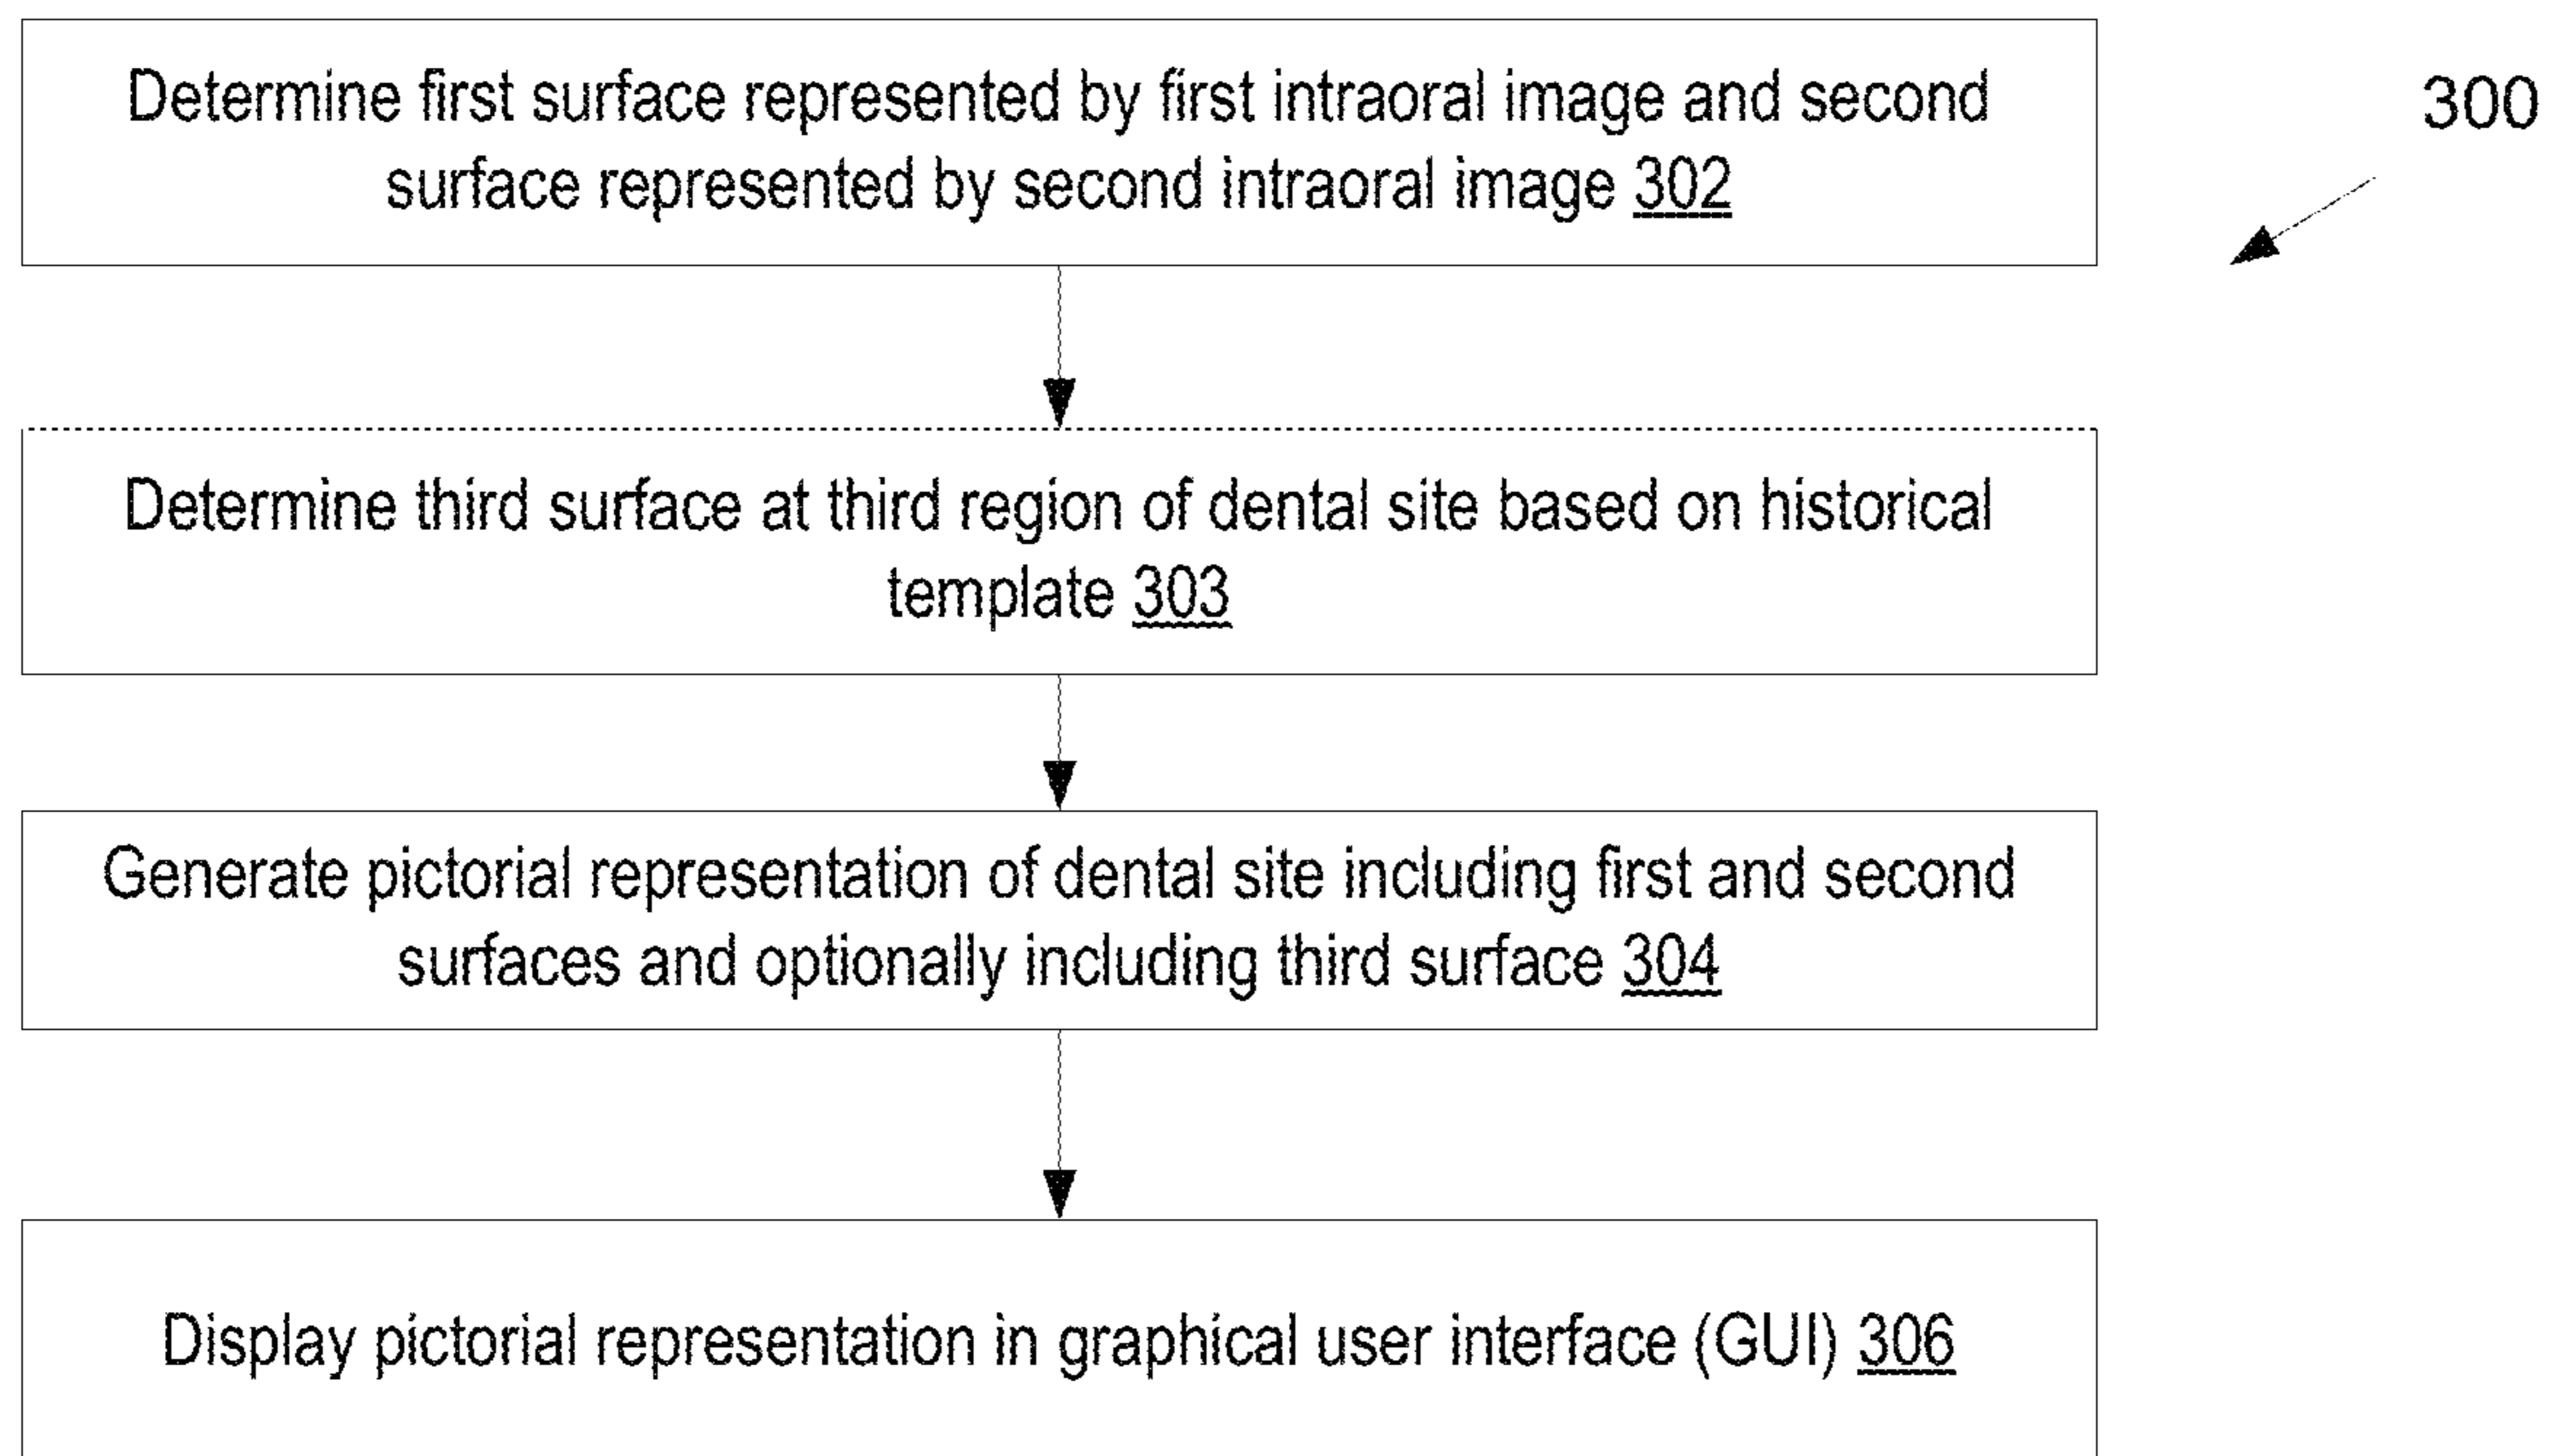 Determine first surface represented by first intraoral image and second
surface represented by second intraoral image 302
300
Determine third surface at third region of dental site based on historical
template 303
Generate pictorial representation of dental site including first and second
surfaces and optionally including third surface 304
Display pictorial representation in graphical user interface (GUI) 306